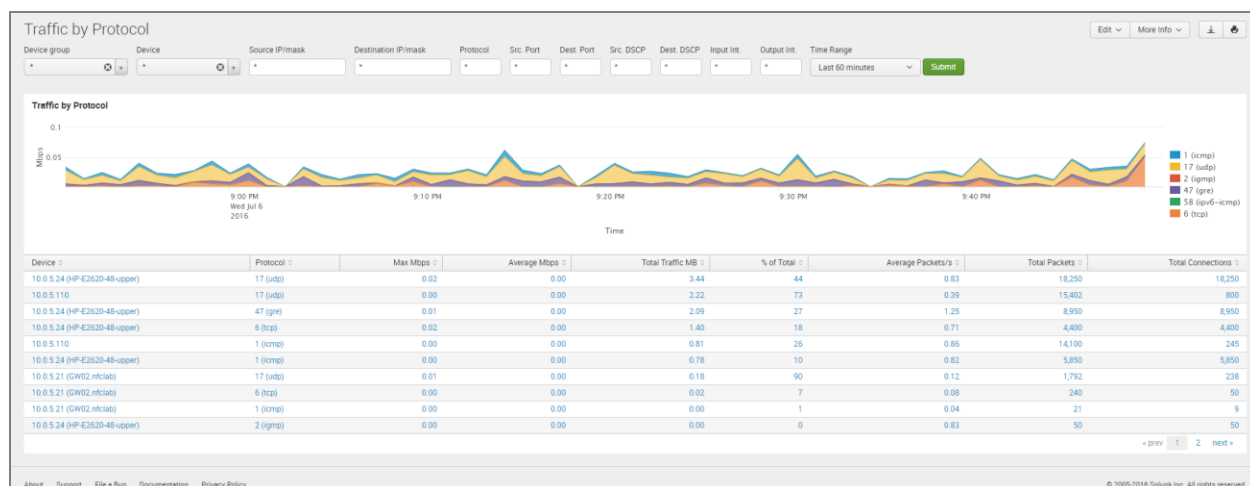 Traffic by Protocol
Edit More Info
Device group Device Source IP/mask Destination IP/mask Protocol Src. Port Dest. Port Src. DSCP Dest. DSCP Input Int. Output Int. Time Range
* * * * * * * * * * * Last 60 minutes Submit
Traffic by Protocol
0.1
0.05
Mbps
1 (icmp)
17 (udp)
2 (igmp)
47 (gre)
58 (ipv6-icmp)
6 (tcp)
9:00 PM 9:10 PM 9:20 PM 9:30 PM 9:40 PM
Wed Jul 6
2016
Time
Device Protocol Max Mbps Average Mbps Total Traffic MB % of Total Average Packets/s Total Packets Total Connections
10.0.5.24 (HP-E2620-48-upper) 17 (udp) 0.02 0.00 3.44 44 0.83 18,250 18,250
10.0.5.110 17 (udp) 0.00 0.00 2.22 73 0.39 15,402 800
10.0.5.24 (HP-E2620-48-upper) 47 (gre) 0.01 0.00 2.09 27 1.25 8,950 8,950
10.0.5.24 (HP-E2620-48-upper) 6 (tcp) 0.02 0.00 1.40 18 0.71 4,400 4,400
10.0.5.110 1 (icmp) 0.00 0.00 0.81 26 0.86 14,100 245
10.0.5.24 (HP-E2620-48-upper) 1 (icmp) 0.00 0.00 0.78 10 0.82 5,850 5,850
10.0.5.21 (GW02.nfclab) 17 (udp) 0.01 0.00 0.18 90 0.12 1,792 238
10.0.5.21 (GW02.nfclab) 6 (tcp) 0.00 0.00 0.02 7 0.08 240 50
10.0.5.21 (GW02.nfclab) 1 (icmp) 0.00 0.00 0.00 1 0.04 21 9
10.0.5.24 (HP-E2620-48-upper) 2 (igmp) 0.00 0.00 0.00 0 0.83 50 50
« prev 1 2 next »
About Support File a Bug Documentation Privacy Policy © 2005-2016 Splunk Inc. All rights reserved.